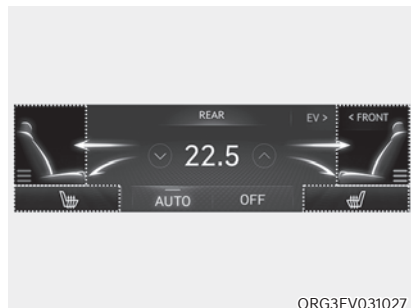 REAR
EV >
< FRONT
22.5
AUTO
OFF
ORG3EV031027